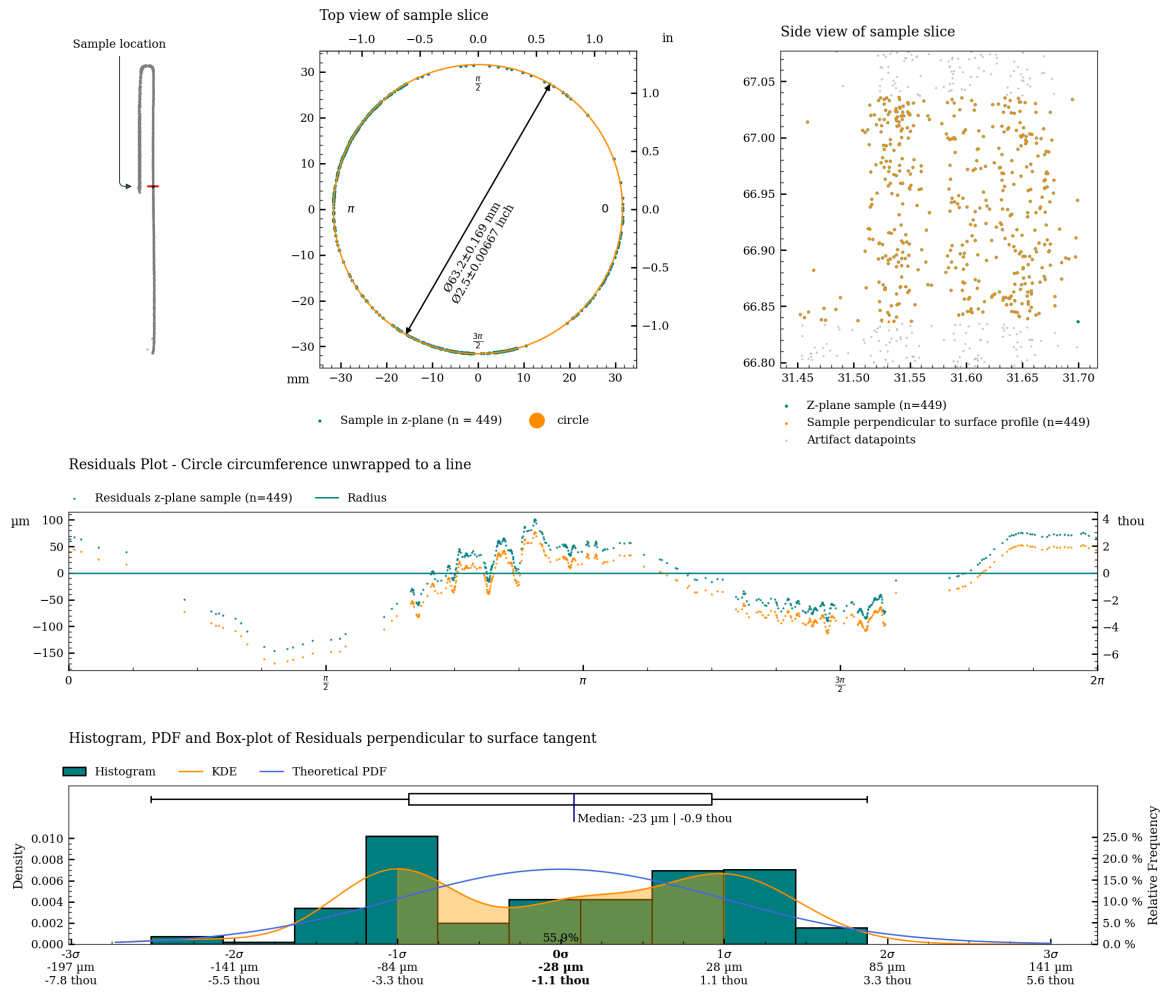 Sample location
Top view of sample slice
−1.0 −0.5 0.0 0.5 1.0 in
30
20
10
0
−10
−20
−30
mm
1.0
0.5
0.0
−0.5
−1.0
π/2
π
0
3π/2
Ø63.2±0.169 mm
Ø2.5±0.00667 inch
−30 −20 −10 0 10 20 30
Sample in z-plane (n = 449) circle
Side view of sample slice
67.05
67.00
66.95
66.90
66.85
66.80
31.45 31.50 31.55 31.60 31.65 31.70
Z-plane sample (n=449)
Sample perpendicular to surface profile (n=449)
Artifact datapoints
Residuals Plot - Circle circumference unwrapped to a line
Residuals z-plane sample (n=449) Radius
µm
100
50
0
−50
−100
−150
thou
4
2
0
−2
−4
−6
0 π/2 π 3π/2 2π
Histogram, PDF and Box-plot of Residuals perpendicular to surface tangent
Histogram KDE Theoretical PDF
Median: -23 µm | -0.9 thou
Density
0.010
0.008
0.006
0.004
0.002
0.000
Relative Frequency
25.0 %
20.0 %
15.0 %
10.0 %
5.0 %
0.0 %
55.9%
-3σ -2σ -1σ 0σ 1σ 2σ 3σ
-197 µm -141 µm -84 µm -28 µm 28 µm 85 µm 141 µm
-7.8 thou -5.5 thou -3.3 thou -1.1 thou 1.1 thou 3.3 thou 5.6 thou